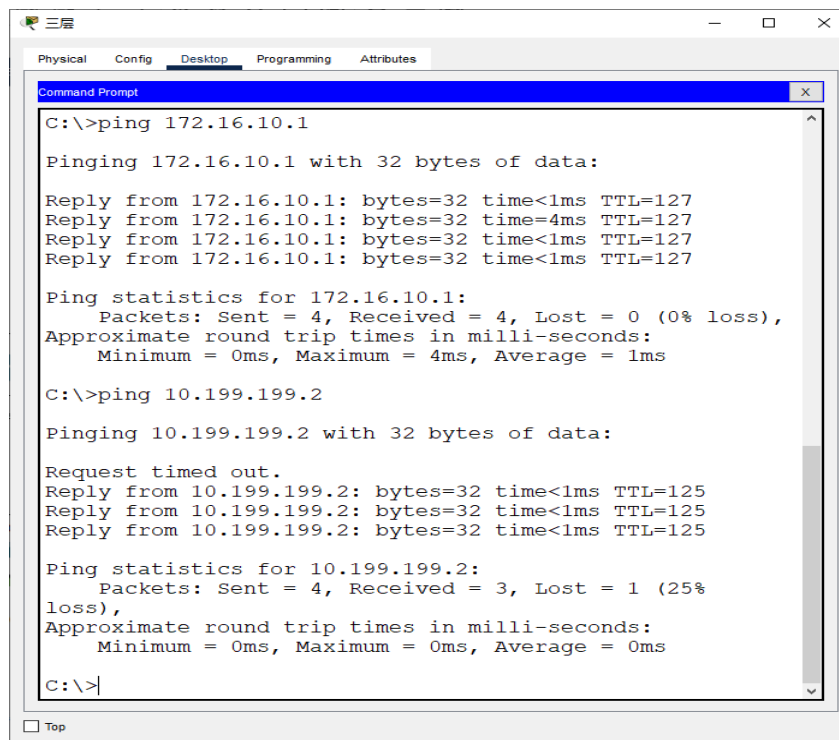 三层
Physical Config Desktop Programming Attributes
Command Prompt X
C:\>ping 172.16.10.1
Pinging 172.16.10.1 with 32 bytes of data:
Reply from 172.16.10.1: bytes=32 time<1ms TTL=127
Reply from 172.16.10.1: bytes=32 time=4ms TTL=127
Reply from 172.16.10.1: bytes=32 time<1ms TTL=127
Reply from 172.16.10.1: bytes=32 time<1ms TTL=127
Ping statistics for 172.16.10.1:
Packets: Sent = 4, Received = 4, Lost = 0 (0% loss),
Approximate round trip times in milli-seconds:
Minimum = 0ms, Maximum = 4ms, Average = 1ms
C:\>ping 10.199.199.2
Pinging 10.199.199.2 with 32 bytes of data:
Request timed out.
Reply from 10.199.199.2: bytes=32 time<1ms TTL=125
Reply from 10.199.199.2: bytes=32 time<1ms TTL=125
Reply from 10.199.199.2: bytes=32 time<1ms TTL=125
Ping statistics for 10.199.199.2:
Packets: Sent = 4, Received = 3, Lost = 1 (25%
loss),
Approximate round trip times in milli-seconds:
Minimum = 0ms, Maximum = 0ms, Average = 0ms
C:\>
Top